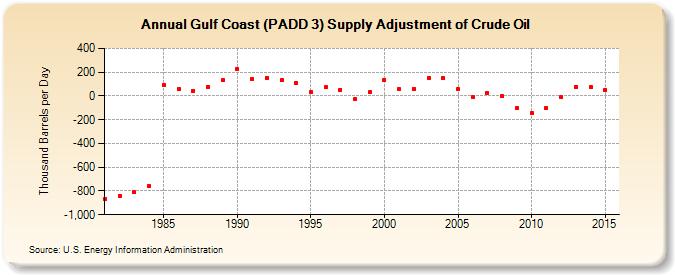 Annual Gulf Coast (PADD 3) Supply Adjustment of Crude Oil
Thousand Barrels per Day
400
200
0
-200
-400
-600
-800
-1,000
1985 1990 1995 2000 2005 2010 2015
Source: U.S. Energy Information Administration